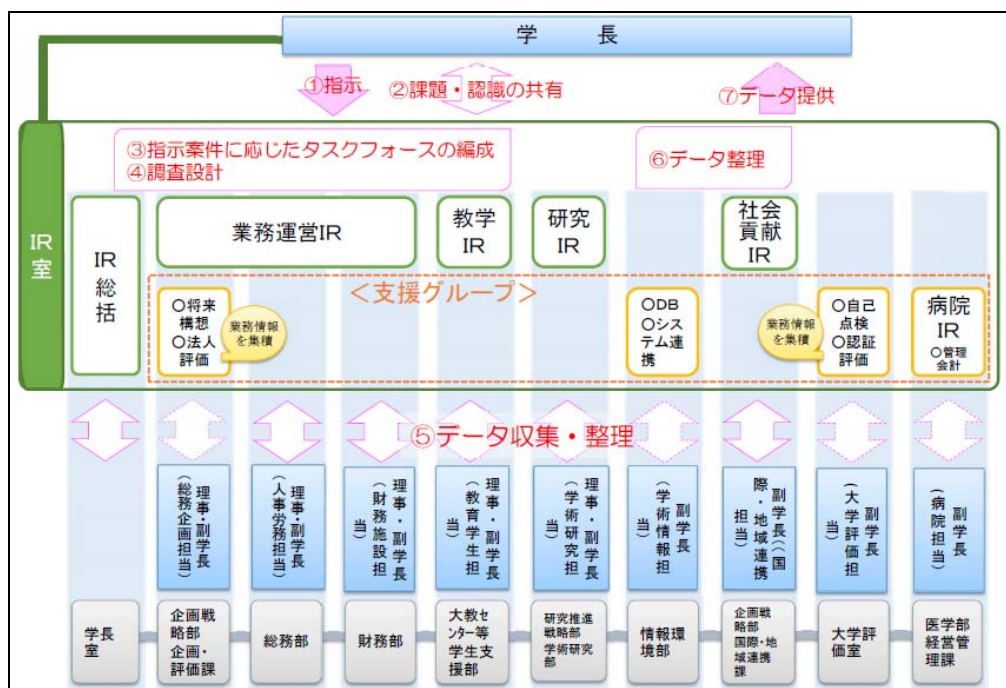 学　　長
①指示
②課題・認識の共有
⑦データ提供
③指示案件に応じたタスクフォースの編成
④調査設計
⑥データ整理
IR
室
IR
総
括
業務運営IR
教学
IR
研究
IR
社会
貢献
IR
<支援グループ>
○将来
構想
○法人
評価
業務情報
を集積
○DB
○シス
テム連
携
業務情報
を集積
○自己
点検
○認証
評価
病院
IR
○管理
会計
⑤データ収集・整理
理事・副学長
（総務企画担当）
理事・副学長
（人事労務担当）
理事・副学長
（財務施設担
当）
理事・副学長
（教育学生担
当）
理事・副学長
（学術研究担
当）
副学長
（学術情報担
当）
副学長（（国
際・地域連携
担当）
副学長
（大学評価担
当）
副学長
（病院担当）
学長
室
企画戦
略部
企画・
評価課
総務部
財務部
大教セ
ンター等
学生支
援部
研究推進
戦略部
学術研究
部
情報環
境部
企画戦
略部
国際・地
域連携
課
大学評
価室
医学部
経営管
理課